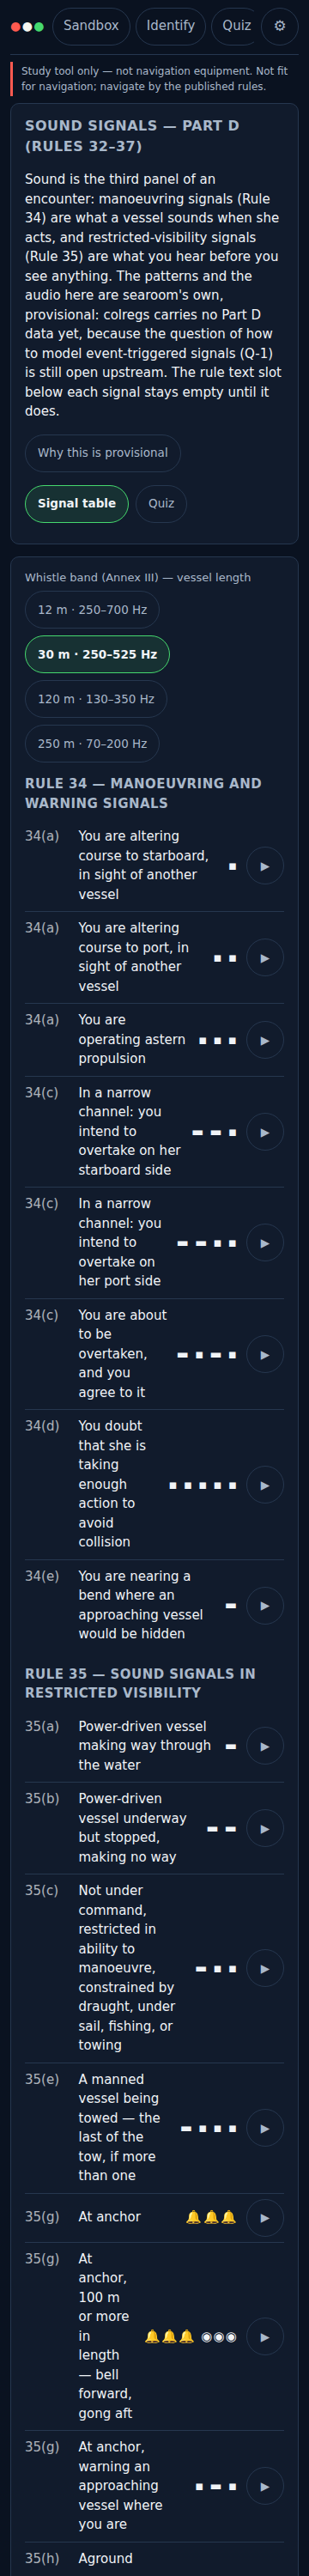 Sandbox
Identify
Quiz
Study tool only — not navigation equipment. Not fit
for navigation; navigate by the published rules.
SOUND SIGNALS — PART D
(RULES 32–37)
Sound is the third panel of an
encounter: manoeuvring signals (Rule
34) are what a vessel sounds when she
acts, and restricted-visibility signals
(Rule 35) are what you hear before you
see anything. The patterns and the
audio here are searoom's own,
provisional: colregs carries no Part D
data yet, because the question of how
to model event-triggered signals (Q-1)
is still open upstream. The rule text slot
below each signal stays empty until it
does.
Why this is provisional
Signal table
Quiz
Whistle band (Annex III) — vessel length
12 m · 250–700 Hz
30 m · 250–525 Hz
120 m · 130–350 Hz
250 m · 70–200 Hz
RULE 34 — MANOEUVRING AND
WARNING SIGNALS
34(a)
You are altering
course to starboard,
in sight of another
vessel
34(a)
You are altering
course to port, in
sight of another
vessel
34(a)
You are
operating astern
propulsion
34(c)
In a narrow
channel: you
intend to
overtake on her
starboard side
34(c)
In a narrow
channel: you
intend to
overtake on
her port side
34(c)
You are about
to be
overtaken,
and you
agree to it
34(d)
You doubt
that she is
taking
enough
action to
avoid
collision
34(e)
You are nearing a
bend where an
approaching vessel
would be hidden
RULE 35 — SOUND SIGNALS IN
RESTRICTED VISIBILITY
35(a)
Power-driven vessel
making way through
the water
35(b)
Power-driven
vessel underway
but stopped,
making no way
35(c)
Not under
command,
restricted in
ability to
manoeuvre,
constrained by
draught, under
sail, fishing, or
towing
35(e)
A manned
vessel being
towed — the
last of the
tow, if more
than one
35(g)
At anchor
35(g)
At
anchor,
100 m
or more
in
length
— bell
forward,
gong aft
35(g)
At anchor,
warning an
approaching
vessel where
you are
35(h)
Aground